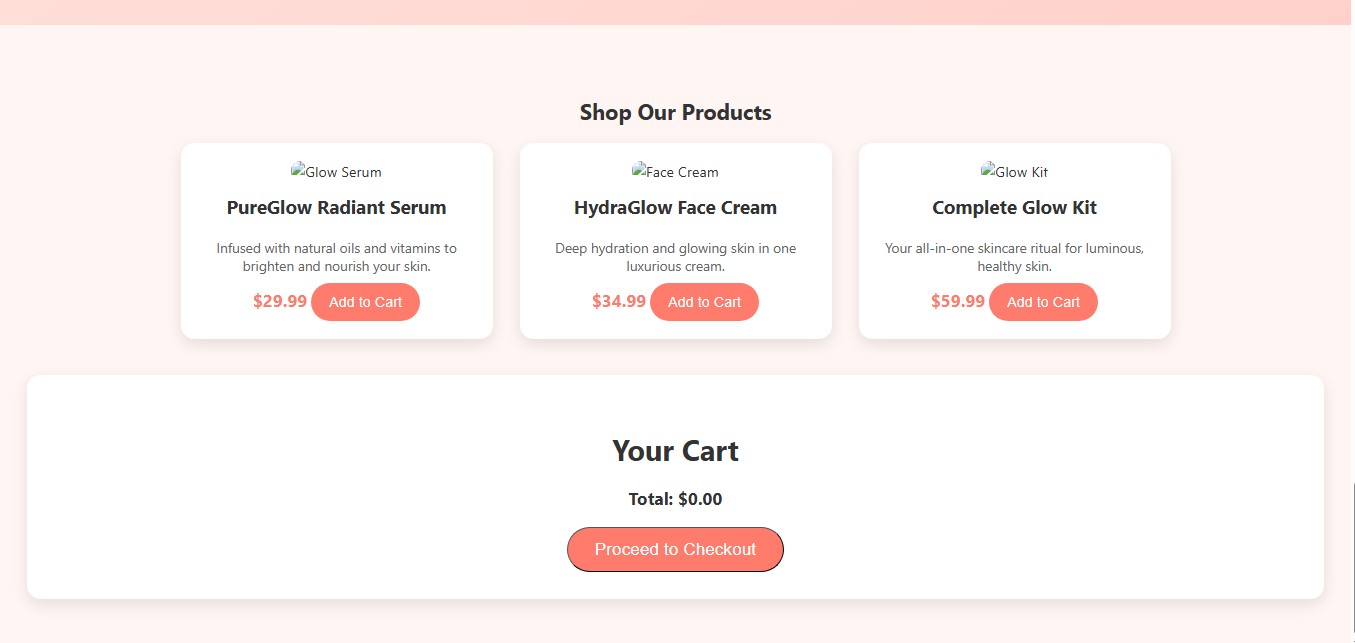 Shop Our Products
Glow Serum
PureGlow Radiant Serum
Infused with natural oils and vitamins to
brighten and nourish your skin.
$29.99 Add to Cart
Face Cream
HydraGlow Face Cream
Deep hydration and glowing skin in one
luxurious cream.
$34.99 Add to Cart
Glow Kit
Complete Glow Kit
Your all-in-one skincare ritual for luminous,
healthy skin.
$59.99 Add to Cart
Your Cart
Total: $0.00
Proceed to Checkout